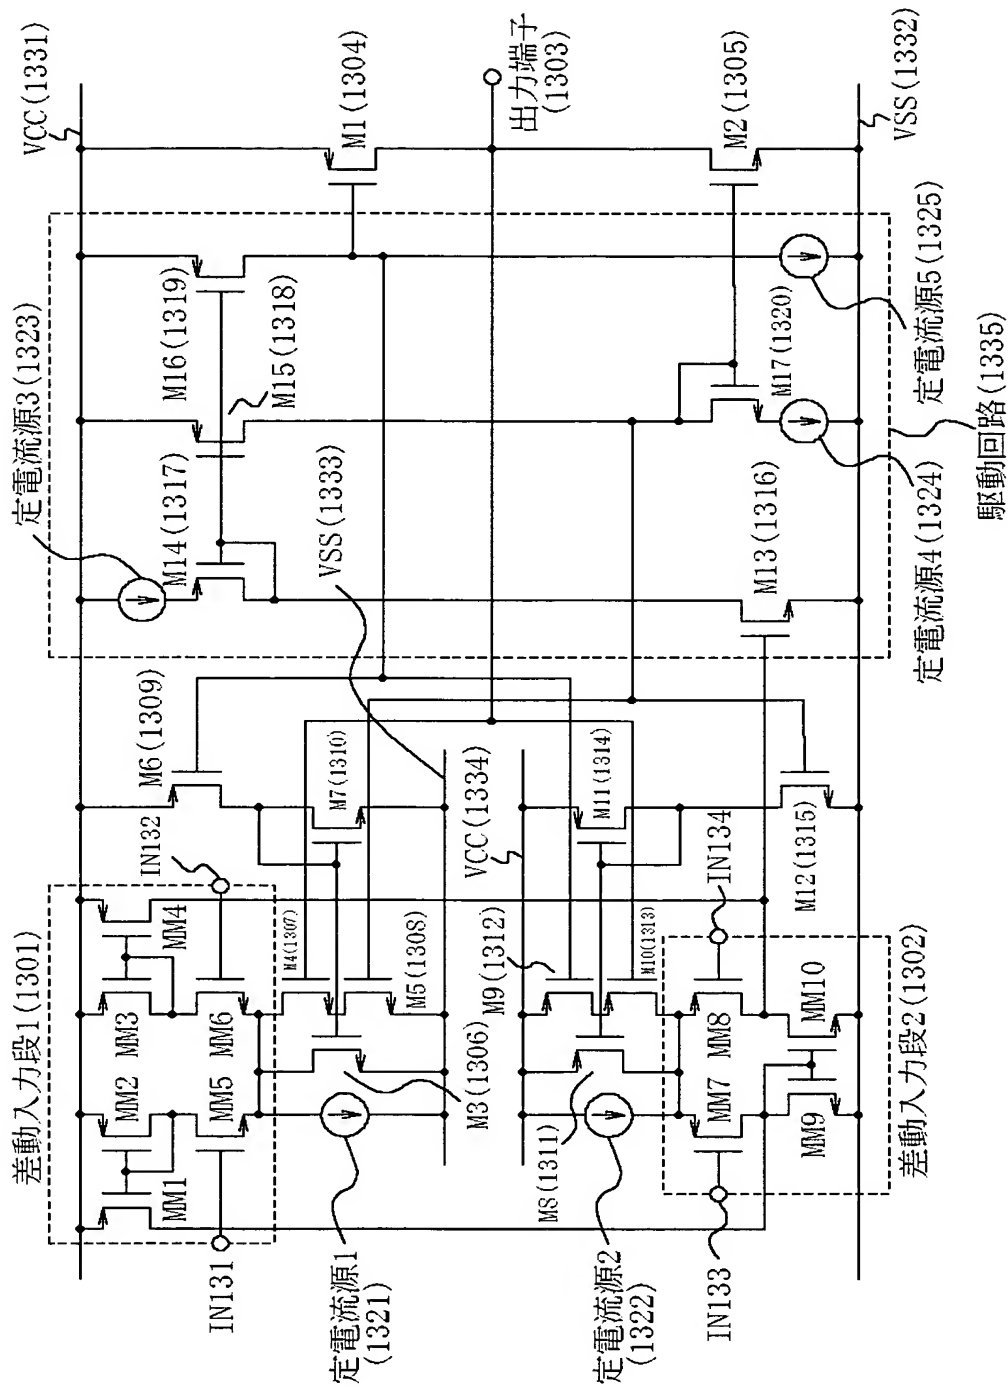 VCC(1331)
M1(1304)
出力端子
(1303)
M2(1305)
VSS(1332)
定電流源3(1323)
M16(1319)
M15(1318)
M14(1317)
VSS(1333)
M17(1320)
定電流源5(1325)
M13(1316)
定電流源4(1324)
駆動回路(1335)
M6(1309)
M7(1310)
VCC(1334)
M11(1314)
M12(1315)
IN132
IN134
差動入力段1(1301)
MM4
MM3
MM6
MM2
MM5
MM1
IN131
M4(1307)
M5(1308)
M3(1306)
定電流源1
(1321)
M9(1312)
M10(1313)
M8(1311)
定電流源2
(1322)
MM8
MM10
MM7
MM9
IN133
差動入力段2(1302)